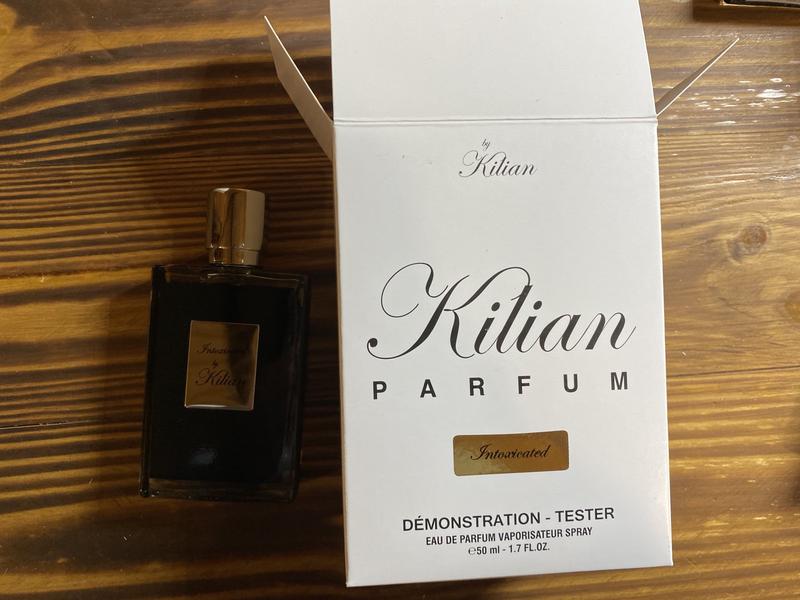 by
Kilian
Kilian
PARFUM
Intoxicated
DÉMONSTRATION - TESTER
EAU DE PARFUM VAPORISATEUR SPRAY
℮50 ml - 1.7 FL.OZ.
Intoxicated
by
Kilian